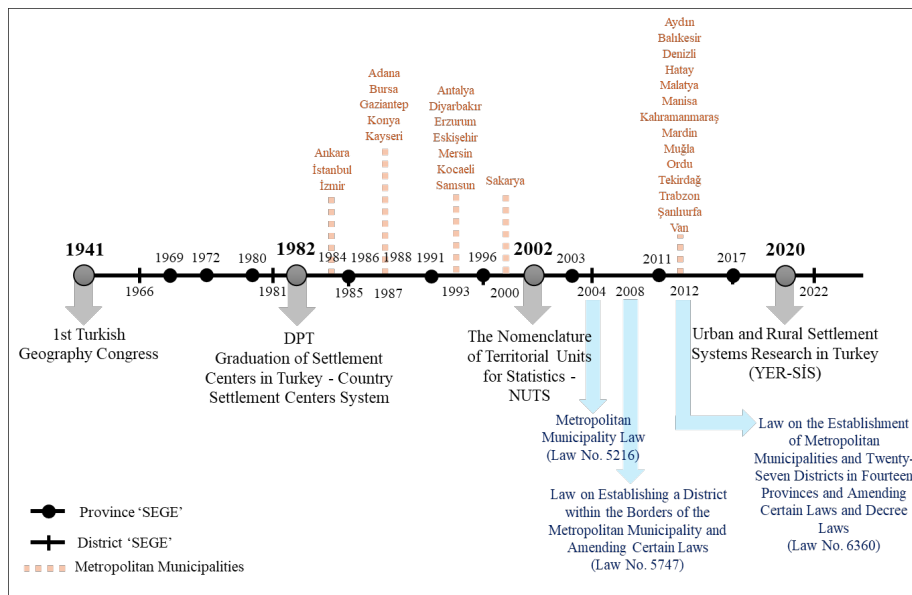 Ankara
İstanbul
İzmir
Adana
Bursa
Gaziantep
Konya
Kayseri
Antalya
Diyarbakır
Erzurum
Eskişehir
Mersin
Kocaeli
Samsun
Sakarya
Aydın
Balıkesir
Denizli
Hatay
Malatya
Manisa
Kahramanmaraş
Mardin
Muğla
Ordu
Tekirdağ
Trabzon
Şanlıurfa
Van
1941
1969
1972
1980
1982
1984
1986
1988
1991
1996
2002
2003
2011
2017
2020
1966
1981
1985
1987
1993
2000
2004
2008
2012
2022
1st Turkish
Geography Congress
DPT
Graduation of Settlement
Centers in Turkey - Country
Settlement Centers System
The Nomenclature
of Territorial Units
for Statistics -
NUTS
Urban and Rural Settlement
Systems Research in Turkey
(YER-SİS)
Metropolitan
Municipality Law
(Law No. 5216)
Law on Establishing a District
within the Borders of the
Metropolitan Municipality and
Amending Certain Laws
(Law No. 5747)
Law on the Establishment
of Metropolitan
Municipalities and Twenty-
Seven Districts in Fourteen
Provinces and Amending
Certain Laws and Decree
Laws
(Law No. 6360)
Province ‘SEGE’
District ‘SEGE’
Metropolitan Municipalities